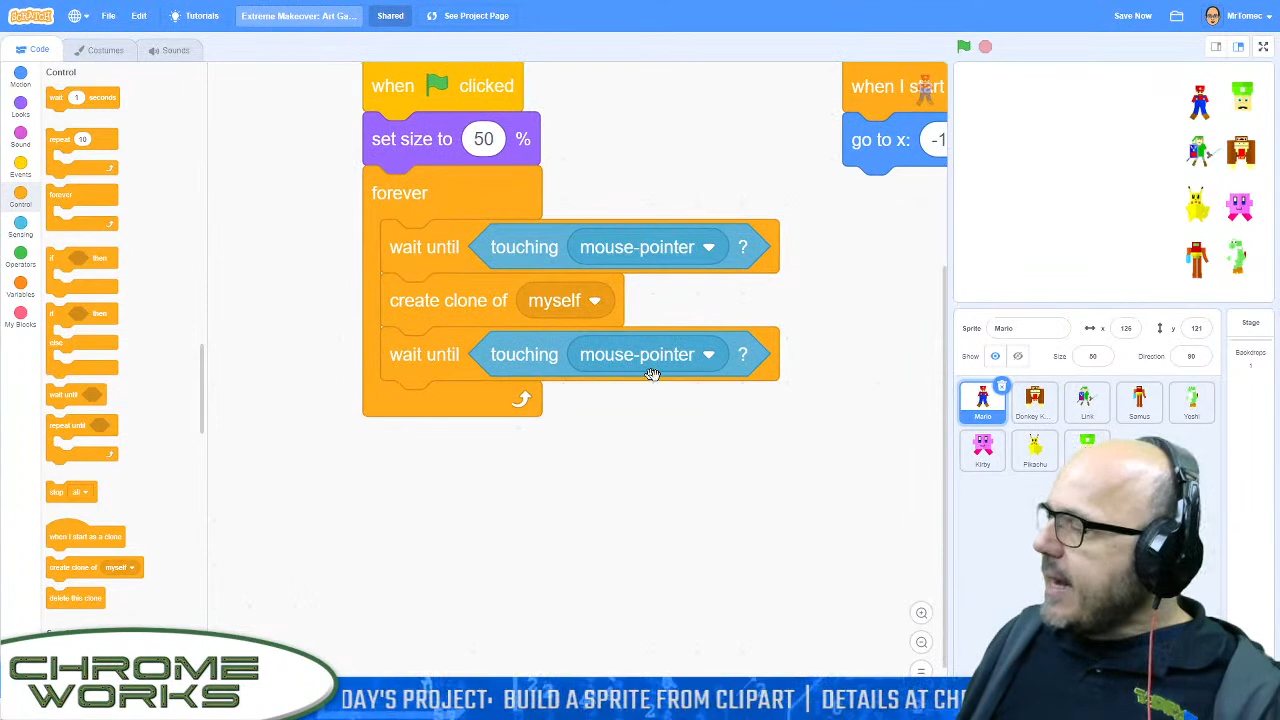 SCRATCH
File
Edit
Tutorials
Extreme Makeover: Art Ga...
Shared
See Project Page
Save Now
MrTomec
Code
Costumes
Sounds
Motion
Looks
Sound
Events
Control
Sensing
Operators
Variables
My Blocks
Control
wait 1 seconds
repeat 10
forever
if then
if then
else
wait until
repeat until
stop all
when I start as a clone
create clone of myself
delete this clone
when clicked
set size to 50 %
forever
wait until touching mouse-pointer ?
create clone of myself
wait until touching mouse-pointer ?
when I start
go to x: -1
Sprite Mario x 126 y 121
Show Size 50 Direction 90
Stage
Backdrops
1
Mario
Donkey K...
Link
Samus
Yoshi
Kirby
Pikachu
CHROME
WORKS
DAY'S PROJECT: BUILD A SPRITE FROM CLIPART | DETAILS AT CH